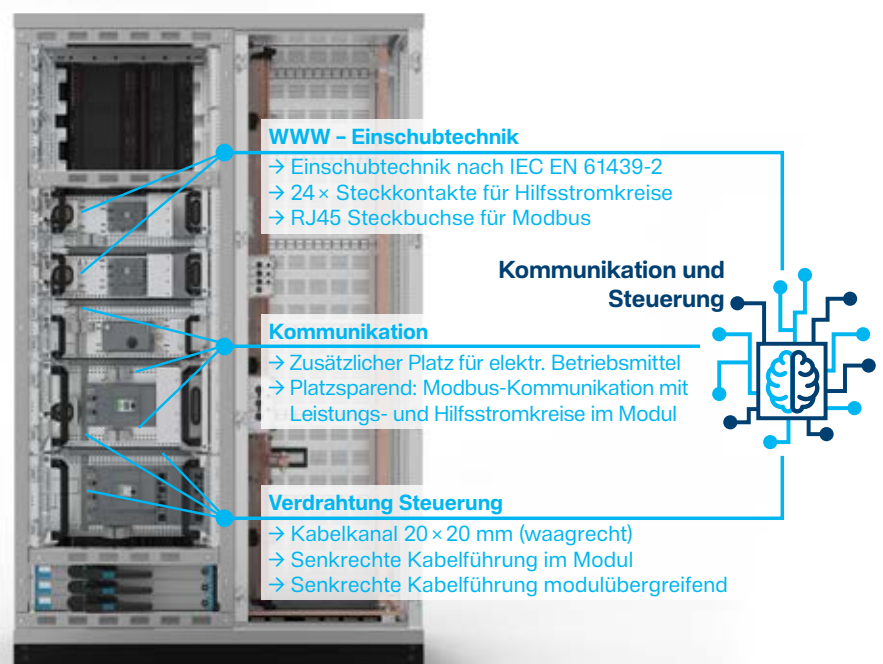 WWW – Einschubtechnik
→ Einschubtechnik nach IEC EN 61439-2
→ 24 × Steckkontakte für Hilfsstromkreise
→ RJ45 Steckbuchse für Modbus
Kommunikation und
Steuerung
Kommunikation
→ Zusätzlicher Platz für elektr. Betriebsmittel
→ Platzsparend: Modbus-Kommunikation mit
Leistungs- und Hilfsstromkreise im Modul
Verdrahtung Steuerung
→ Kabelkanal 20 × 20 mm (waagrecht)
→ Senkrechte Kabelführung im Modul
→ Senkrechte Kabelführung modulübergreifend